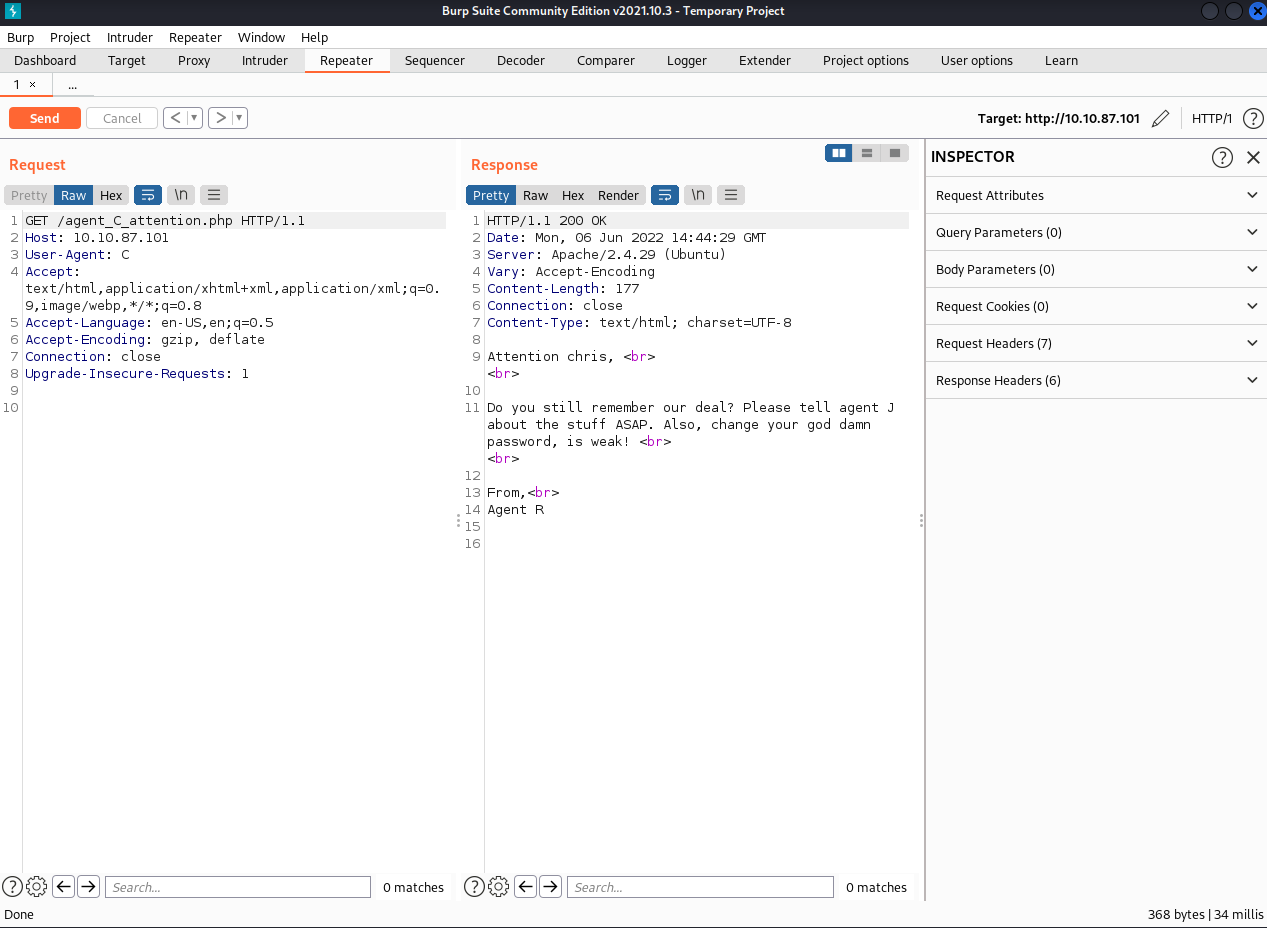 Burp Suite Community Edition v2021.10.3 - Temporary Project
Burp Project Intruder Repeater Window Help
Dashboard Target Proxy Intruder Repeater Sequencer Decoder Comparer Logger Extender Project options User options Learn
1 × ...
Send Cancel < > Target: http://10.10.87.101 HTTP/1 ?
Request
Pretty Raw Hex \n
1 GET /agent_C_attention.php HTTP/1.1
2 Host: 10.10.87.101
3 User-Agent: C
4 Accept:
text/html,application/xhtml+xml,application/xml;q=0.
9,image/webp,*/*;q=0.8
5 Accept-Language: en-US,en;q=0.5
6 Accept-Encoding: gzip, deflate
7 Connection: close
8 Upgrade-Insecure-Requests: 1
9
10
? Search... 0 matches
Response
Pretty Raw Hex Render \n
1 HTTP/1.1 200 OK
2 Date: Mon, 06 Jun 2022 14:44:29 GMT
3 Server: Apache/2.4.29 (Ubuntu)
4 Vary: Accept-Encoding
5 Content-Length: 177
6 Connection: close
7 Content-Type: text/html; charset=UTF-8
8
9 Attention chris, <br>
<br>
10
11 Do you still remember our deal? Please tell agent J
about the stuff ASAP. Also, change your god damn
password, is weak! <br>
<br>
12
13 From,<br>
14 Agent R
15
16
? Search... 0 matches
INSPECTOR ?
Request Attributes
Query Parameters (0)
Body Parameters (0)
Request Cookies (0)
Request Headers (7)
Response Headers (6)
Done 368 bytes | 34 millis